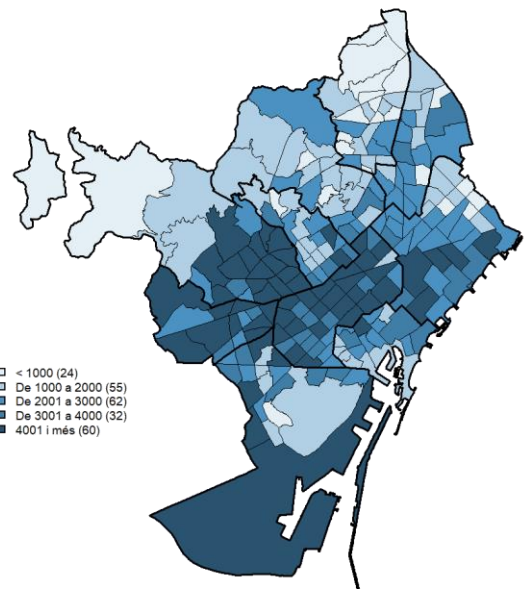 < 1000 (24)
De 1000 a 2000 (55)
De 2001 a 3000 (62)
De 3001 a 4000 (32)
4001 i més (60)